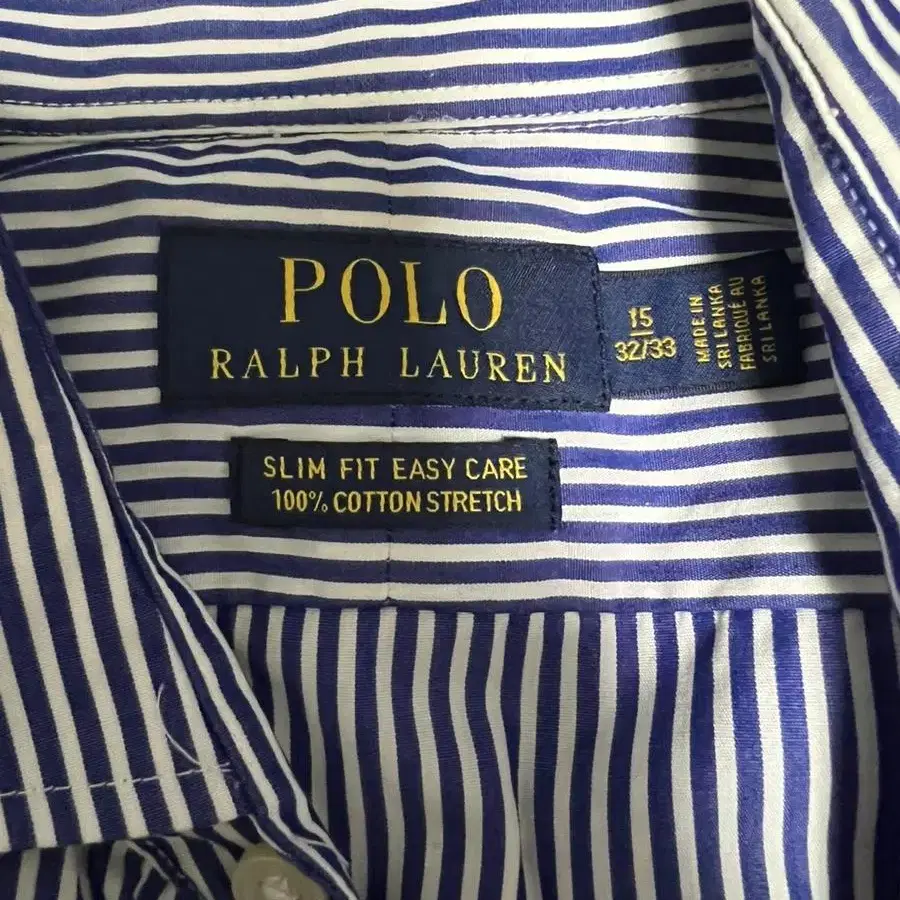 POLO
RALPH LAUREN
15
32/33
MADE IN
SRI LANKA
FABRIQUÉ AU
SRI LANKA
SLIM FIT EASY CARE
100% COTTON STRETCH